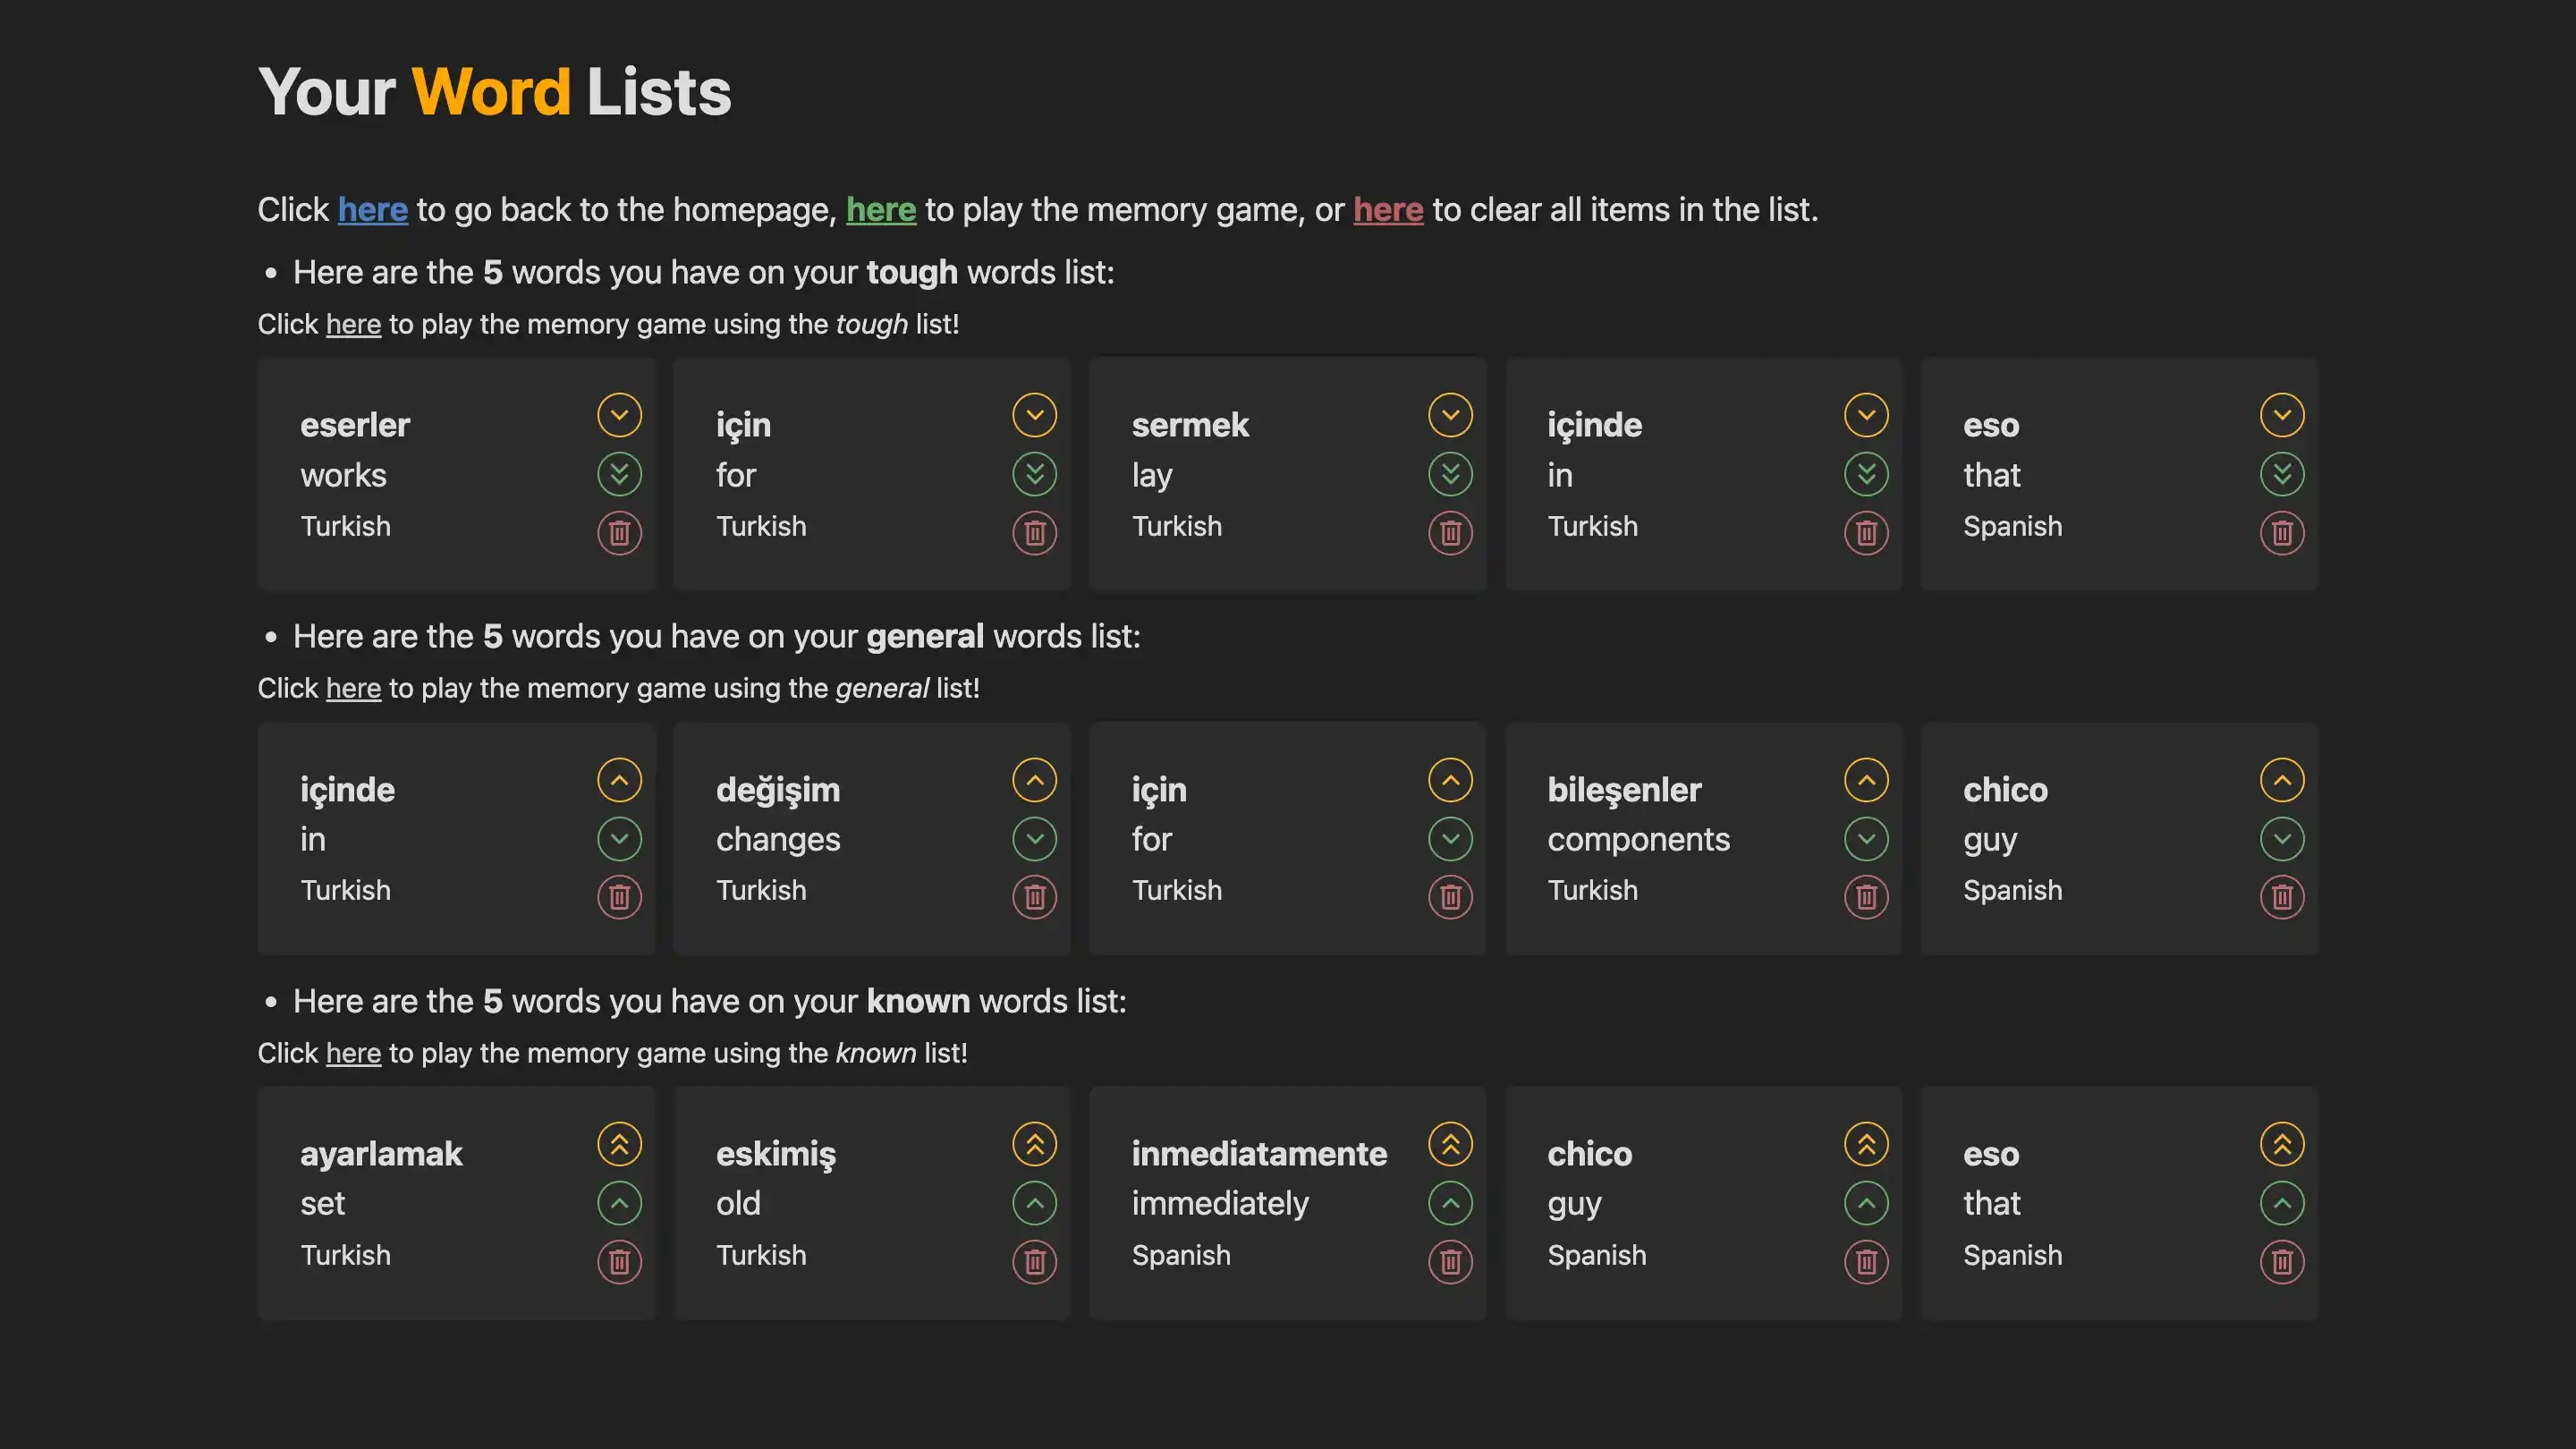 Your Word Lists
Click here to go back to the homepage, here to play the memory game, or here to clear all items in the list.
• Here are the 5 words you have on your tough words list:
Click here to play the memory game using the tough list!
eserler
works
Turkish
için
for
Turkish
sermek
lay
Turkish
içinde
in
Turkish
eso
that
Spanish
• Here are the 5 words you have on your general words list:
Click here to play the memory game using the general list!
içinde
in
Turkish
değişim
changes
Turkish
için
for
Turkish
bileşenler
components
Turkish
chico
guy
Spanish
• Here are the 5 words you have on your known words list:
Click here to play the memory game using the known list!
ayarlamak
set
Turkish
eskimiş
old
Turkish
inmediatamente
immediately
Spanish
chico
guy
Spanish
eso
that
Spanish